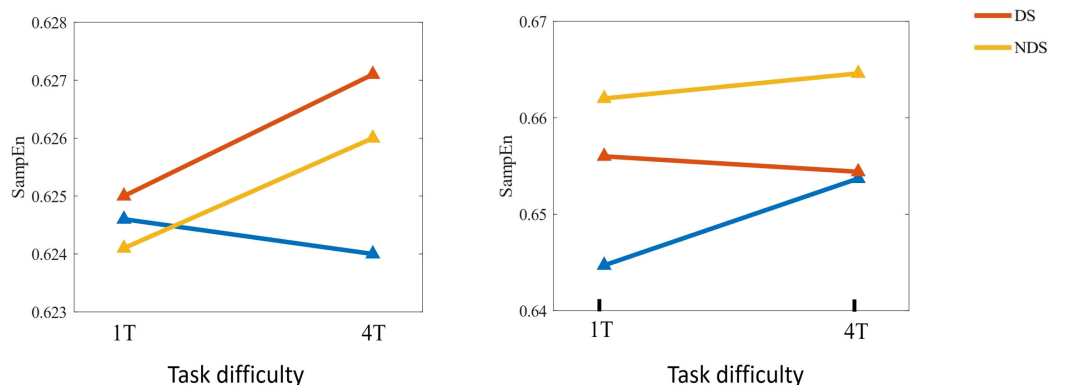 0.628
0.627
0.626
0.625
0.624
0.623
SampEn
1T
4T
Task difficulty
0.67
0.66
0.65
0.64
SampEn
1T
4T
Task difficulty
DS
NDS